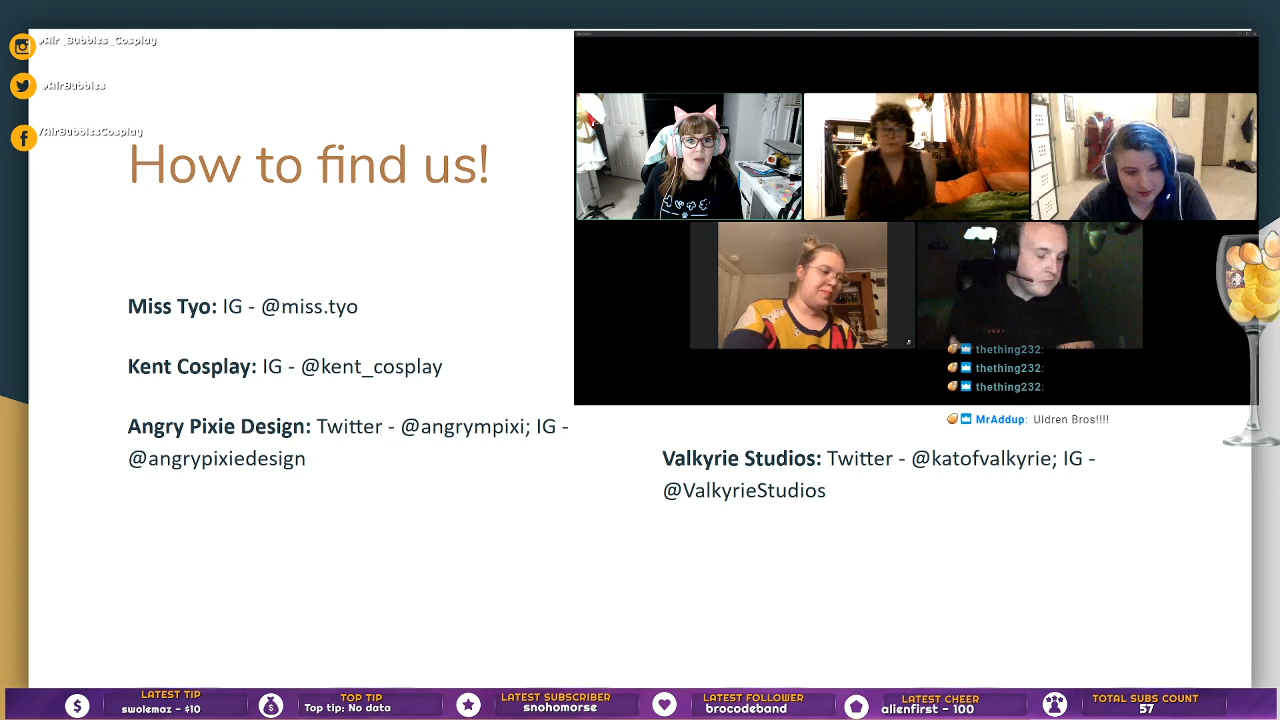 @Air_Bubbles_Cosplay
@AirBubbles
/AirBubblesCosplay
How to find us!
Miss Tyo: IG - @miss.tyo
Kent Cosplay: IG - @kent_cosplay
Angry Pixie Design: Twitter - @angrympixi; IG -
@angrypixiedesign
thething232:
thething232:
thething232:
MrAddup: Uldren Bros!!!!
Valkyrie Studios: Twitter - @katofvalkyrie; IG -
@ValkyrieStudios
LATEST TIP
swolemaz - $10
TOP TIP
Top tip: No data
LATEST SUBSCRIBER
snohomorse
LATEST FOLLOWER
brocodeband
LATEST CHEER
alienfirst - 100
TOTAL SUBS COUNT
57